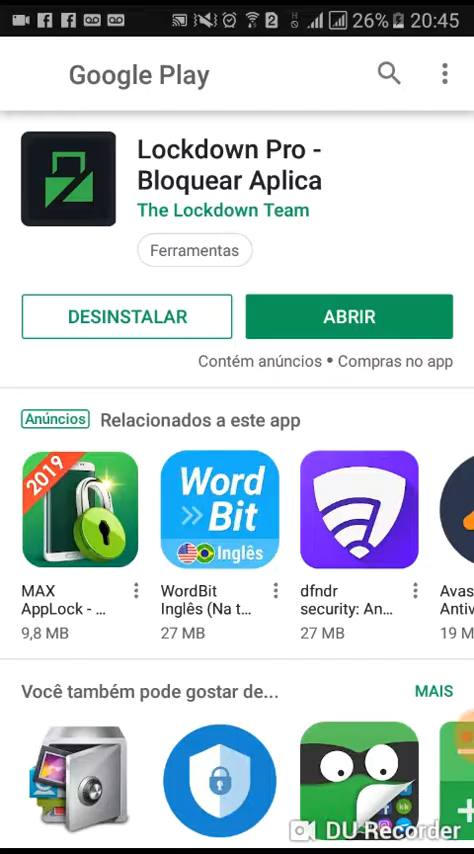 2 26% 20:45
Google Play
Lockdown Pro -
Bloquear Aplica
The Lockdown Team
Ferramentas
DESINSTALAR ABRIR
Contém anúncios • Compras no app
Anúncios Relacionados a este app
2019
Word
Bit
Inglês
MAX
AppLock - ...
9,8 MB
WordBit
Inglês (Na t...
27 MB
dfndr
security: An...
27 MB
Avas
Antiv
19 M
Você também pode gostar de... MAIS
DU Recorder